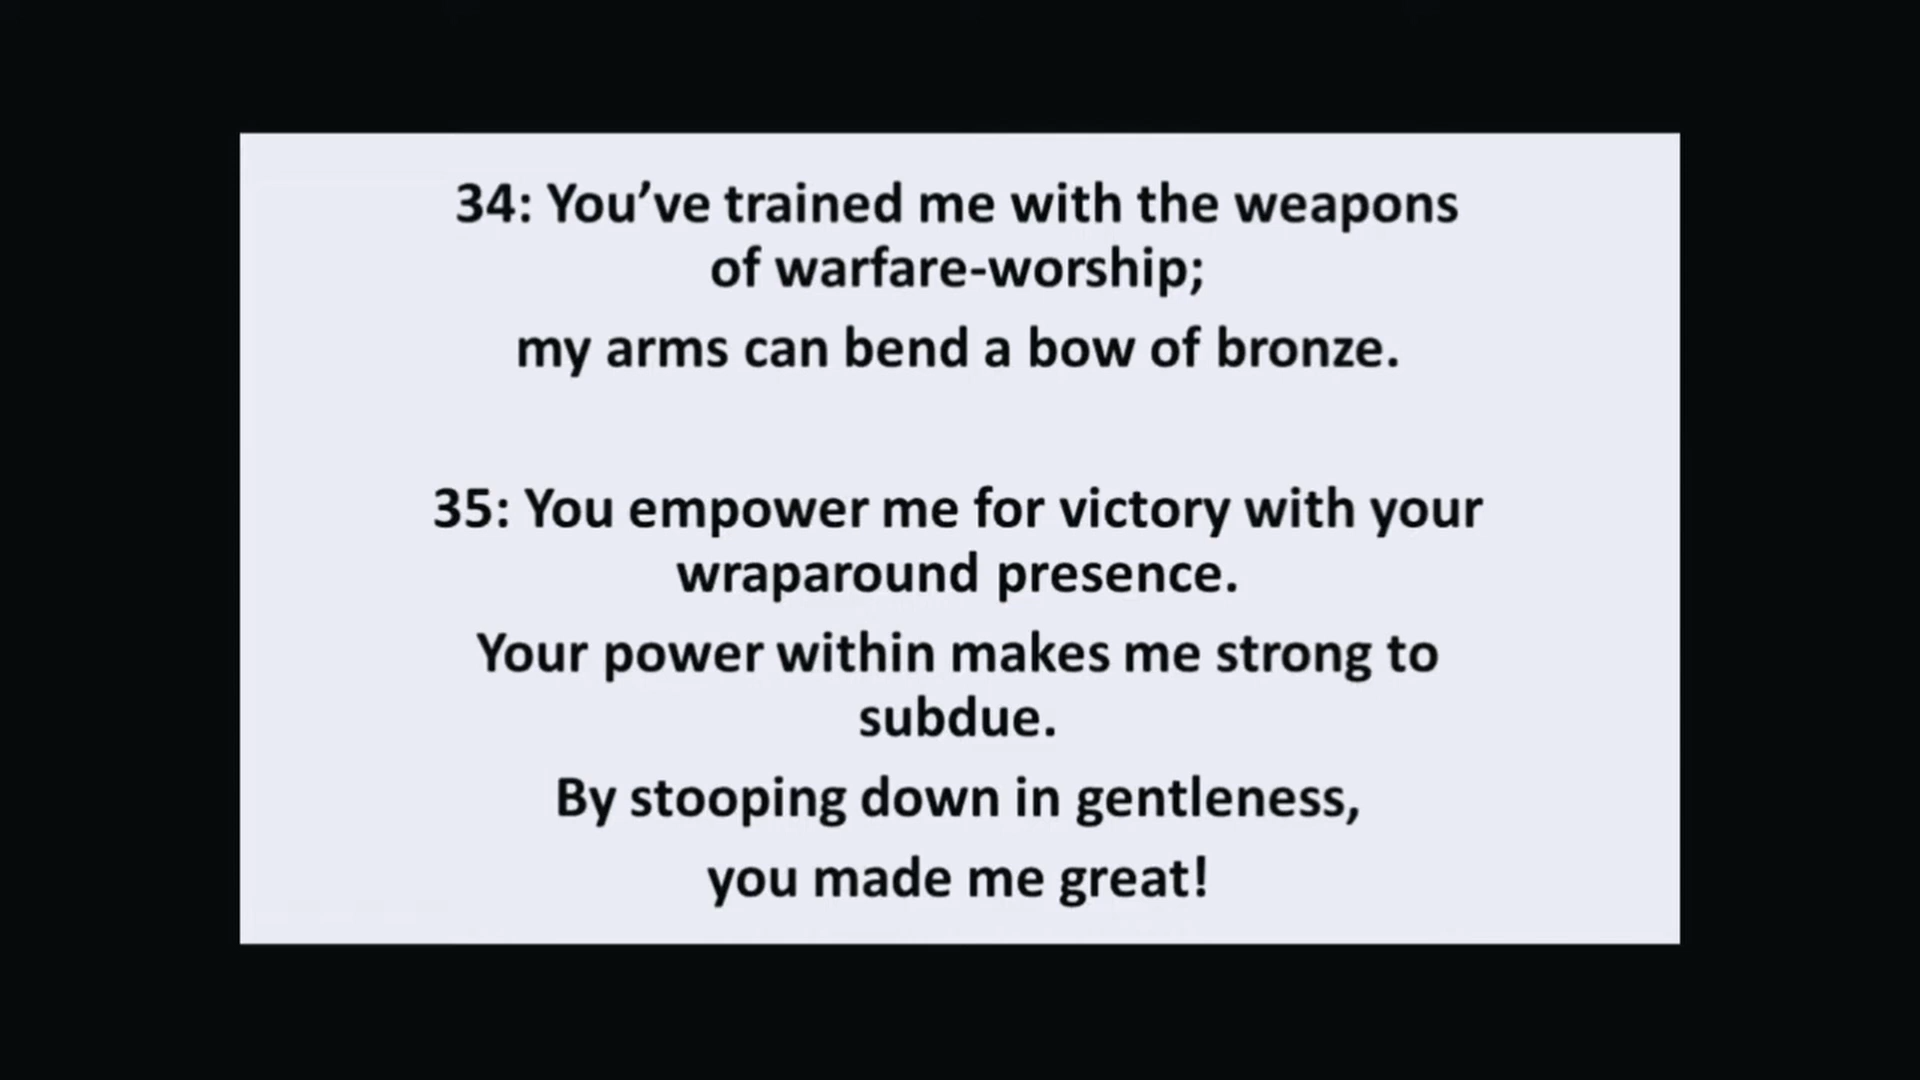 34: You’ve trained me with the weapons
of warfare-worship;
my arms can bend a bow of bronze.
35: You empower me for victory with your
wraparound presence.
Your power within makes me strong to
subdue.
By stooping down in gentleness,
you made me great!